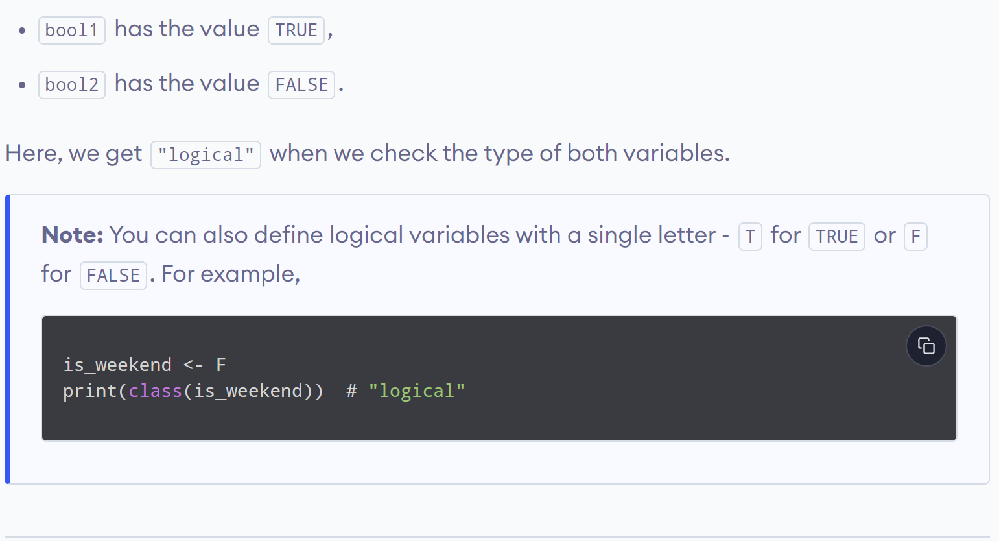 bool1 has the value TRUE,
bool2 has the value FALSE.
Here, we get "logical" when we check the type of both variables.
Note: You can also define logical variables with a single letter - T for TRUE or F
for FALSE. For example,
is_weekend <- F
print(class(is_weekend))  # "logical"